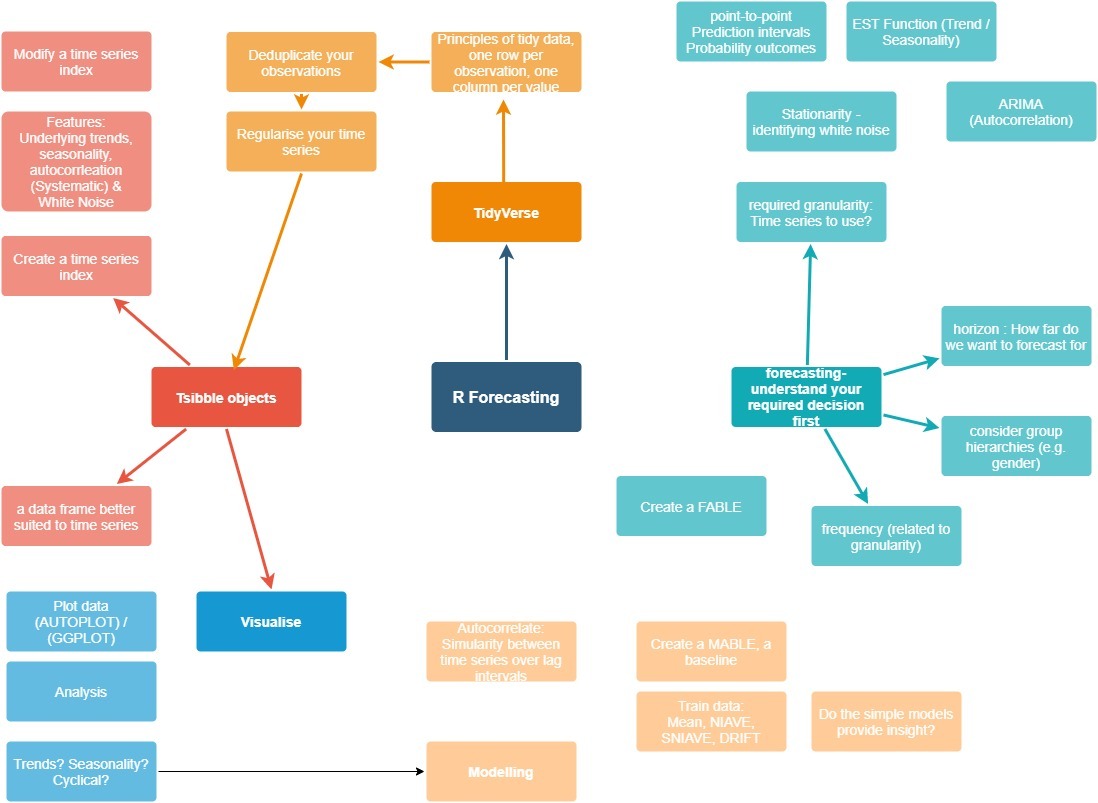 Modify a time series
index
Deduplicate your
observations
Principles of tidy data,
one row per
observation, one
column per value
point-to-point
Prediction intervals
Probability outcomes
EST Function (Trend /
Seasonality)
Features:
Underlying trends,
seasonality,
autocorrleation
(Systematic) &
White Noise
Regularise your time
series
Stationarity -
identifying white noise
ARIMA
(Autocorrelation)
TidyVerse
required granularity:
Time series to use?
Create a time series
index
horizon : How far do
we want to forecast for
Tsibble objects
R Forecasting
forecasting-
understand your
required decision
first
consider group
hierarchies (e.g.
gender)
a data frame better
suited to time series
Create a FABLE
frequency (related to
granularity)
Plot data
(AUTOPLOT) /
(GGPLOT)
Visualise
Autocorrelate:
Simularity between
time series over lag
intervals
Create a MABLE, a
baseline
Analysis
Train data:
Mean, NIAVE,
SNIAVE, DRIFT
Do the simple models
provide insight?
Trends? Seasonality?
Cyclical?
Modelling